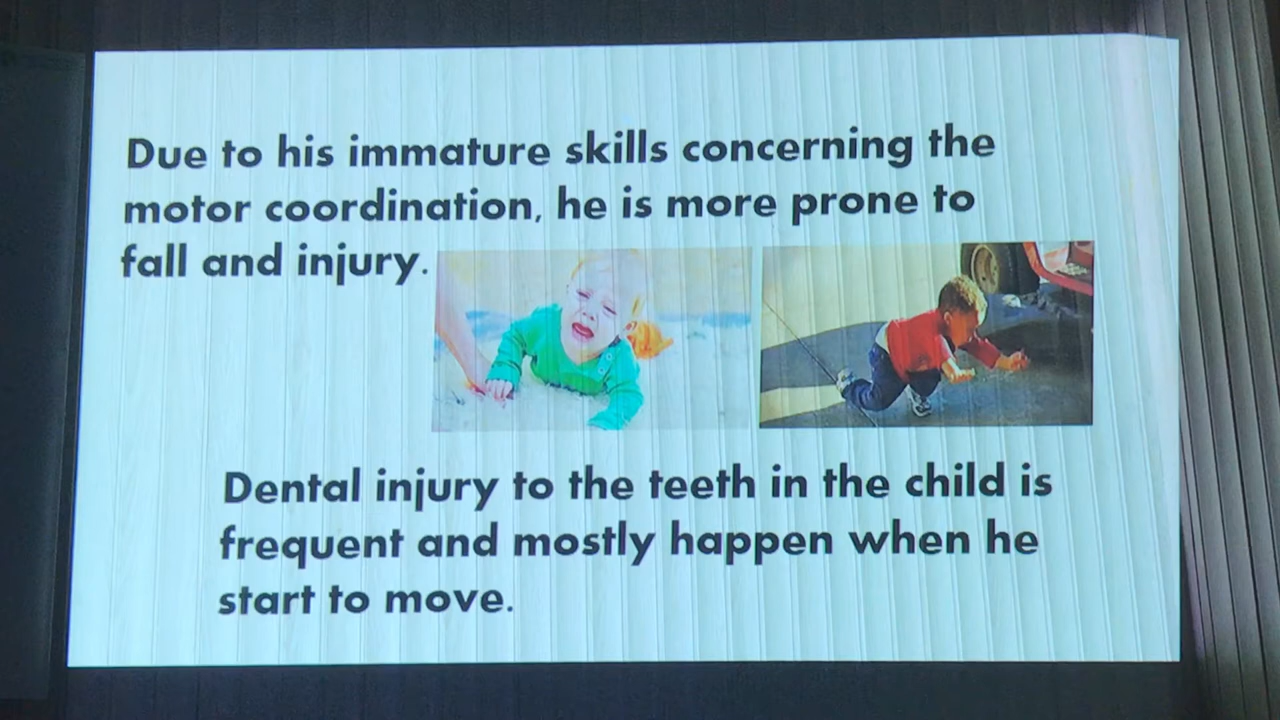 Due to his immature skills concerning the
motor coordination, he is more prone to
fall and injury.
Dental injury to the teeth in the child is
frequent and mostly happen when he
start to move.